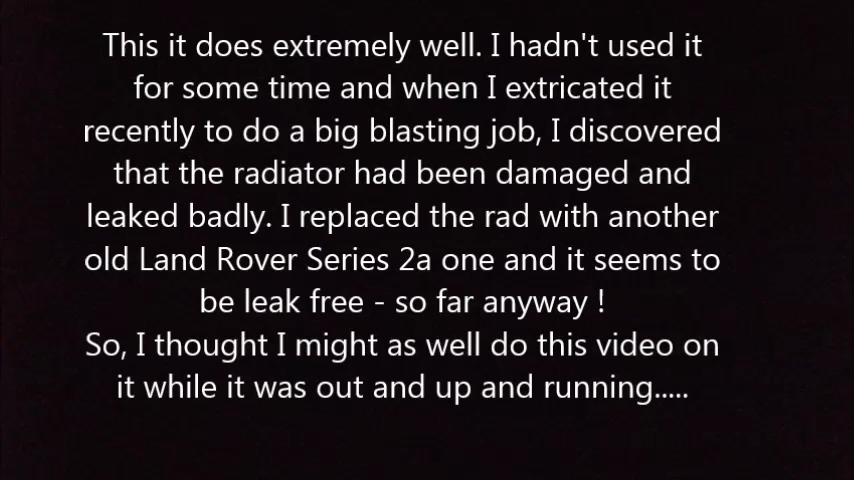 This it does extremely well. I hadn't used it
for some time and when I extricated it
recently to do a big blasting job, I discovered
that the radiator had been damaged and
leaked badly. I replaced the rad with another
old Land Rover Series 2a one and it seems to
be leak free - so far anyway !
So, I thought I might as well do this video on
it while it was out and up and running.....